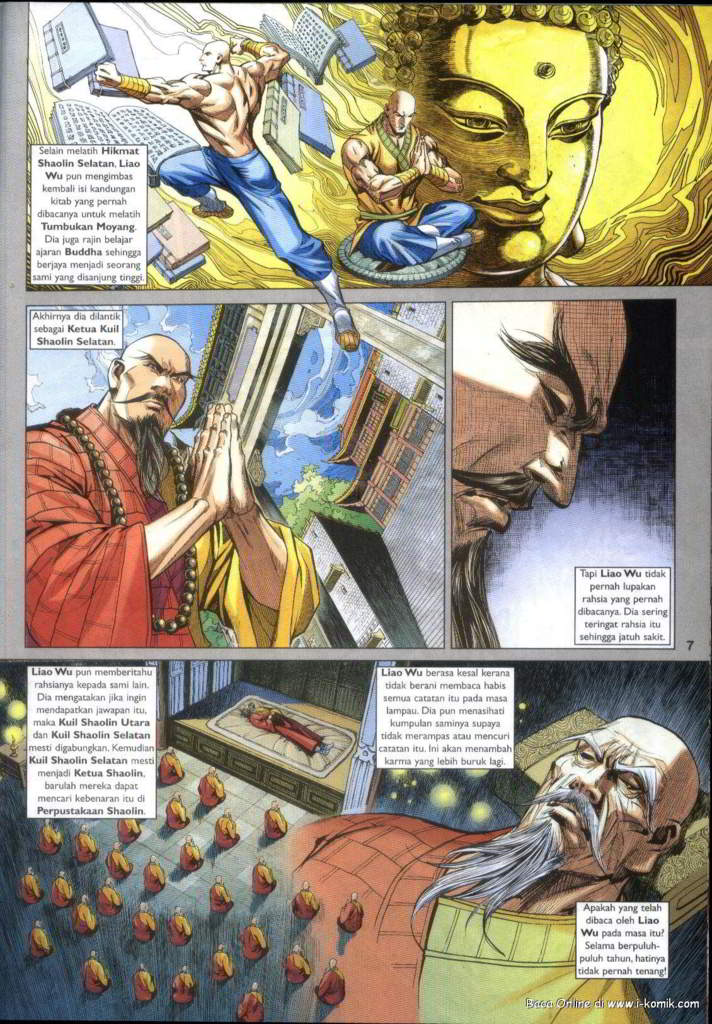 Selain melatih Hikmat
Shaolin Selatan, Liao
Wu pun mengimbas
kembali isi kandungan
kitab yang pernah
dibacanya untuk melatih
Tumbukan Moyang.
Dia juga rajin belajar
ajaran Buddha sehingga
berjaya menjadi seorang
sami yang disanjung tinggi.
Akhirnya dia dilantik
sebagai Ketua Kuil
Shaolin Selatan.
Tapi Liao Wu tidak
pernah lupakan
rahsia yang pernah
dibacanya. Dia sering
teringat rahsia itu
sehingga jatuh sakit.
7
Liao Wu pun memberitahu
rahsianya kepada sami lain.
Dia mengatakan jika ingin
mendapatkan jawapan itu,
maka Kuil Shaolin Utara
dan Kuil Shaolin Selatan
mesti digabungkan. Kemudian
Kuil Shaolin Selatan mesti
menjadi Ketua Shaolin,
barulah mereka dapat
mencari kebenaran itu di
Perpustakaan Shaolin.
Liao Wu berasa kesal kerana
tidak berani membaca habis
semua catatan itu pada masa
lampau. Dia pun menasihati
kumpulan saminya supaya
tidak merampas atau mencuri
catatan itu. Ini akan menambah
karma yang lebih buruk lagi.
Apakah yang telah
dibaca oleh Liao
Wu pada masa itu?
Selama berpuluh-
puluh tahun, hatinya
tidak pernah tenang!
Baca Online di www.i-komik.com